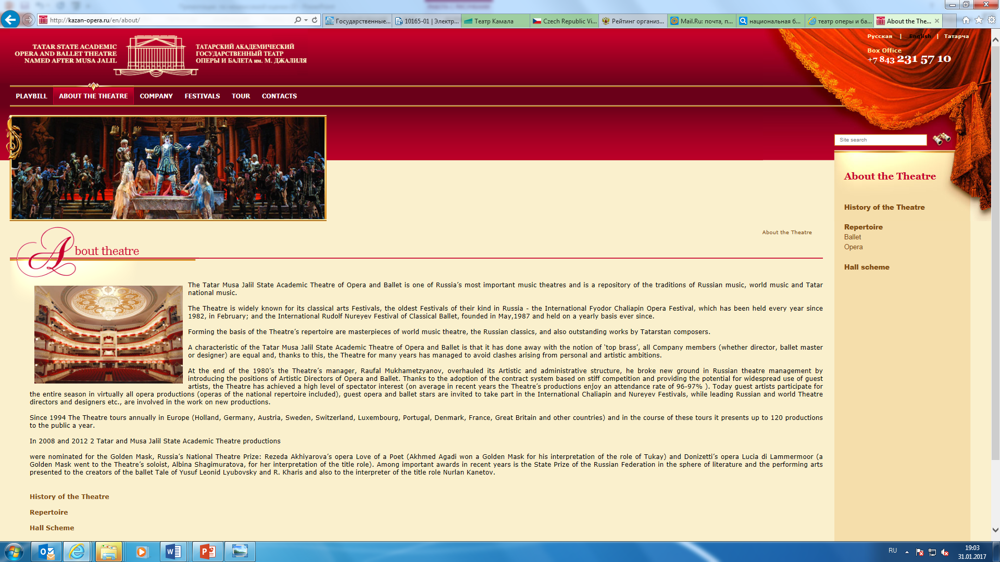 http://kazan-opera.ru/en/about/
Государственные...
10165-01 | Электр...
Театр Камала
Czech Republic Vi...
Рейтинг организ...
Mail.Ru: почта, п...
национальная б...
театр оперы и ба...
About the The...
Русская | English | Татарча
Box Office
+7 843 231 57 10
TATAR STATE ACADEMIC
OPERA AND BALLET THEATRE
NAMED AFTER MUSA JALIL
ТАТАРСКИЙ АКАДЕМИЧЕСКИЙ
ГОСУДАРСТВЕННЫЙ ТЕАТР
ОПЕРЫ И БАЛЕТА им. М. ДЖАЛИЛЯ
PLAYBILL ABOUT THE THEATRE COMPANY FESTIVALS TOUR CONTACTS
Site search
About the Theatre
History of the Theatre
Repertoire
Ballet
Opera
Hall scheme
About the Theatre
About theatre
The Tatar Musa Jalil State Academic Theatre of Opera and Ballet is one of Russia’s most important music theatres and is a repository of the traditions of Russian music, world music and Tatar
national music.
The Theatre is widely known for its classical arts Festivals, the oldest Festivals of their kind in Russia - the International Fyodor Chaliapin Opera Festival, which has been held every year since
1982, in February; and the International Rudolf Nureyev Festival of Classical Ballet, founded in May,1987 and held on a yearly basis ever since.
Forming the basis of the Theatre’s repertoire are masterpieces of world music theatre, the Russian classics, and also outstanding works by Tatarstan composers.
A characteristic of the Tatar Musa Jalil State Academic Theatre of Opera and Ballet is that it has done away with the notion of ‘top brass’, all Company members (whether director, ballet master
or designer) are equal and, thanks to this, the Theatre for many years has managed to avoid clashes arising from personal and artistic ambitions.
At the end of the 1980’s the Theatre’s manager, Raufal Mukhametzyanov, overhauled its Artistic and administrative structure, he broke new ground in Russian theatre management by
introducing the positions of Artistic Directors of Opera and Ballet. Thanks to the adoption of the contract system based on stiff competition and providing the potential for widespread use of guest
artists, the Theatre has achieved a high level of spectator interest (on average in recent years the Theatre’s productions enjoy an attendance rate of 96-97% ). Today guest artists participate for
the entire season in virtually all opera productions (operas of the national repertoire included), guest opera and ballet stars are invited to take part in the International Chaliapin and Nureyev Festivals, while leading Russian and world Theatre
directors and designers etc., are involved in the work on new productions.
Since 1994 The Theatre tours annually in Europe (Holland, Germany, Austria, Sweden, Switzerland, Luxembourg, Portugal, Denmark, France, Great Britain and other countries) and in the course of these tours it presents up to 120 productions
to the public a year.
In 2008 and 2012 2 Tatar and Musa Jalil State Academic Theatre productions
were nominated for the Golden Mask, Russia’s National Theatre Prize: Rezeda Akhiyarova’s opera Love of a Poet (Akhmed Agadi won a Golden Mask for his interpretation of the role of Tukay) and Donizetti’s opera Lucia di Lammermoor (a
Golden Mask went to the Theatre’s soloist, Albina Shagimuratova, for her interpretation of the title role). Among important awards in recent years is the State Prize of the Russian Federation in the sphere of literature and the performing arts
presented to the creators of the ballet Tale of Yusuf Leonid Lyubovsky and R. Kharis and also to the interpreter of the title role Nurlan Kanetov.
History of the Theatre
Repertoire
Hall Scheme
RU
19:03
31.01.2017